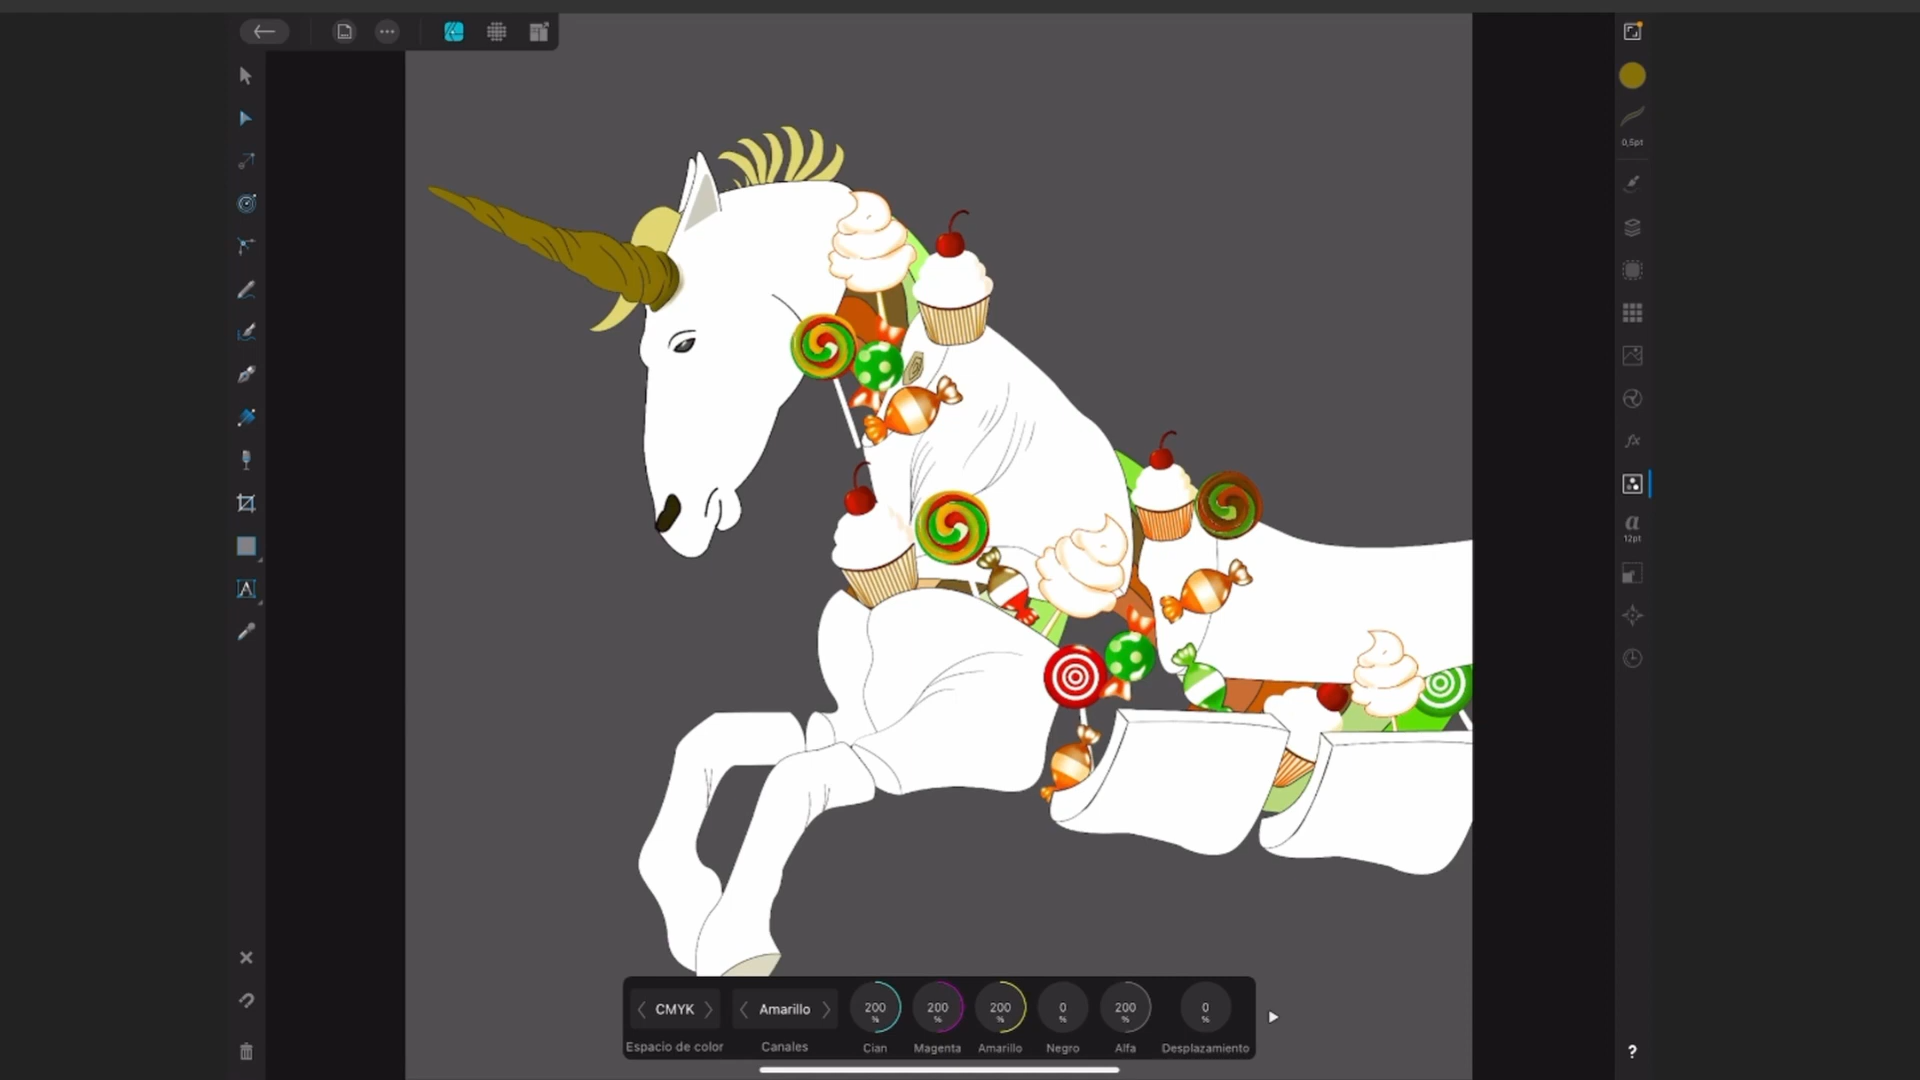 0,5pt
fx
a
12pt
A
CMYK
Amarillo
200 %
200 %
200 %
0 %
200 %
0 %
Espacio de color
Canales
Cian
Magenta
Amarillo
Negro
Alfa
Desplazamiento
?